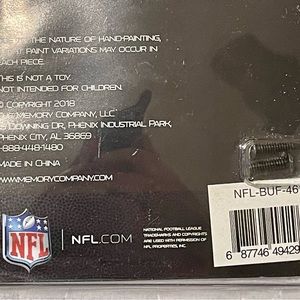 THE NATURE OF HAND-PAINTING,
PAINT VARIATIONS MAY OCCUR IN
EACH PIECE.
THIS IS NOT A TOY.
NOT INTENDED FOR CHILDREN.
© COPYRIGHT 2018
THE MEMORY COMPANY, LLC
DOWNING DR, PHENIX INDUSTRIAL PARK,
PHENIX CITY, AL 36869
1-888-448-1480
MADE IN CHINA
WWW.MEMORYCOMPANY.COM
NFL-BUF-46
NFL
NFL.COM
NATIONAL FOOTBALL LEAGUE
TRADEMARKS AND COPYRIGHTS
ARE USED WITH PERMISSION OF
NFL PROPERTIES, INC.
6 87746 49429